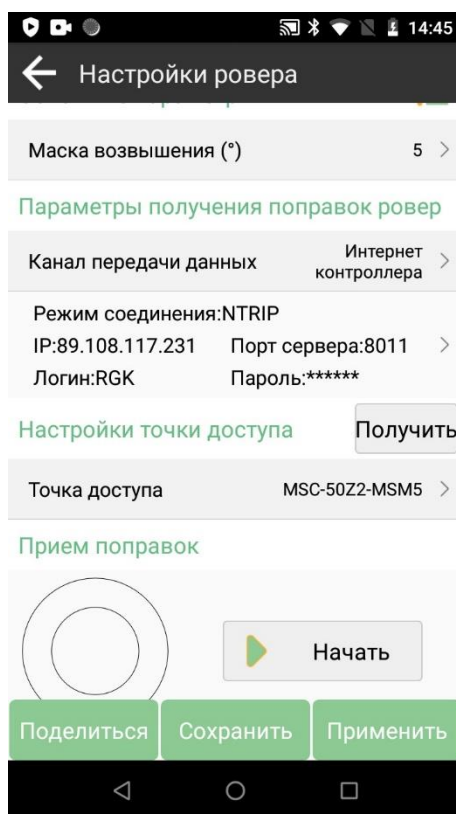 14:45
Настройки ровера
Маска возвышения (°) 5
Параметры получения поправок ровер
Канал передачи данных Интернет контроллера
Режим соединения:NTRIP
IP:89.108.117.231 Порт сервера:8011
Логин:RGK Пароль:******
Настройки точки доступа Получить
Точка доступа MSC-50Z2-MSM5
Прием поправок
Начать
Поделиться Сохранить Применить